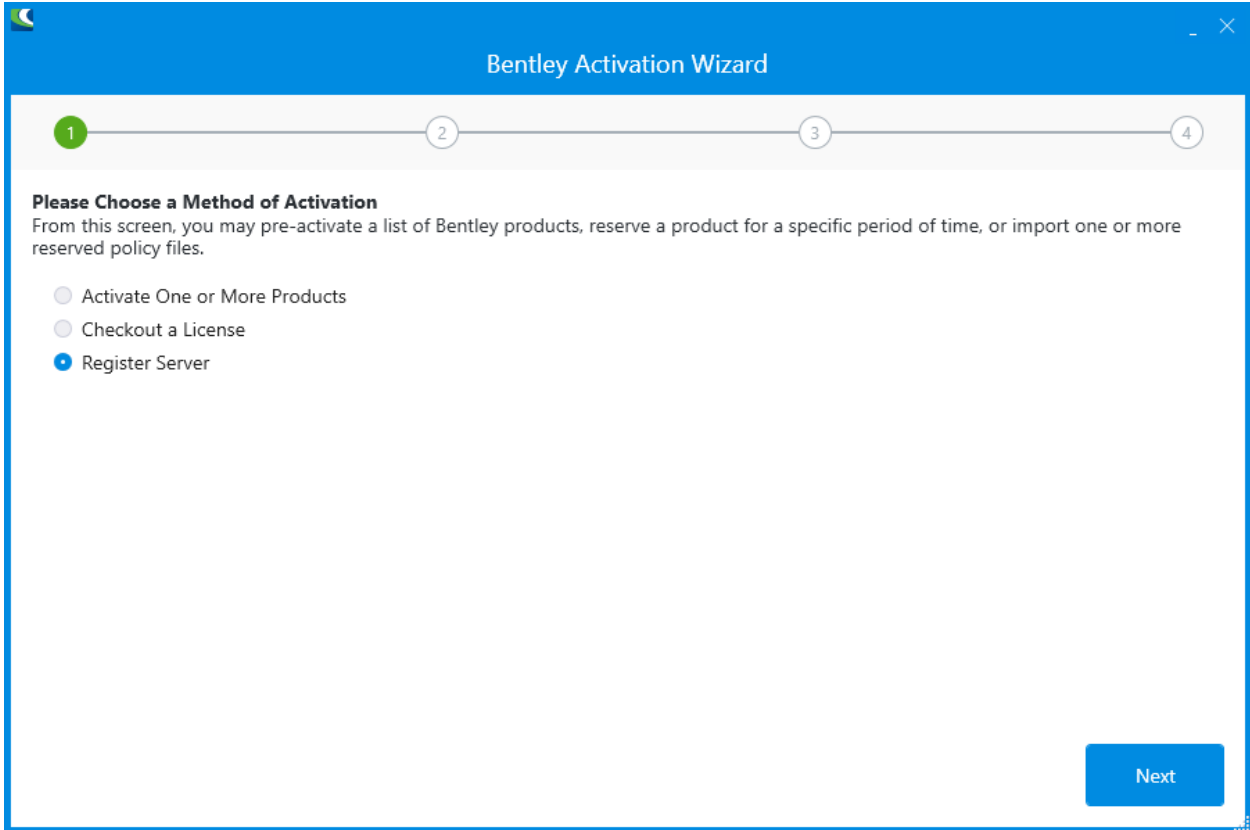 Bentley Activation Wizard
1 2 3 4
Please Choose a Method of Activation
From this screen, you may pre-activate a list of Bentley products, reserve a product for a specific period of time, or import one or more
reserved policy files.
Activate One or More Products
Checkout a License
Register Server
Next